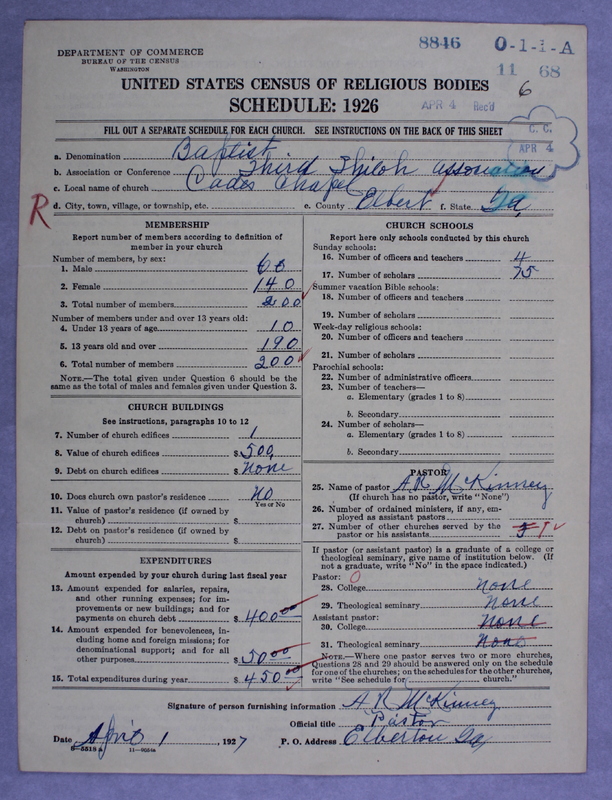 8846 0-1-1-A
DEPARTMENT OF COMMERCE
BUREAU OF THE CENSUS
WASHINGTON
11 68
UNITED STATES CENSUS OF RELIGIOUS BODIES
6
SCHEDULE: 1926
APR 4 Rec'd
FILL OUT A SEPARATE SCHEDULE FOR EACH CHURCH. SEE INSTRUCTIONS ON THE BACK OF THIS SHEET
C. C.
APR 4
a. Denomination Baptist
b. Association or Conference Third Shiloh association
c. Local name of church Cades Chapel
R
d. City, town, village, or township, etc. e. County Elbert f. State Ga,
MEMBERSHIP
Report number of members according to definition of
member in your church
Number of members, by sex:
1. Male 60
2. Female 140
3. Total number of members 200
Number of members under and over 13 years old:
4. Under 13 years of age 10
5. 13 years old and over 190
6. Total number of members 200
NOTE.—The total given under Question 6 should be the
same as the total of males and females given under Question 3.
CHURCH BUILDINGS
See instructions, paragraphs 10 to 12
7. Number of church edifices 1
8. Value of church edifices $ 500,
9. Debt on church edifices $ None
10. Does church own pastor's residence No
Yes or No
11. Value of pastor's residence (if owned by
church) $
12. Debt on pastor's residence (if owned by
church) $
EXPENDITURES
Amount expended by your church during last fiscal year
13. Amount expended for salaries, repairs,
and other running expenses; for im-
provements or new buildings; and for
payments on church debt $ 400 00
14. Amount expended for benevolences, in-
cluding home and foreign missions; for
denominational support; and for all
other purposes $ 50 00
15. Total expenditures during year $ 450 00
CHURCH SCHOOLS
Report here only schools conducted by this church
Sunday schools:
16. Number of officers and teachers 4
17. Number of scholars 75
Summer vacation Bible schools:
18. Number of officers and teachers
19. Number of scholars
Week-day religious schools:
20. Number of officers and teachers
21. Number of scholars
Parochial schools:
22. Number of administrative officers
23. Number of teachers—
a. Elementary (grades 1 to 8)
b. Secondary
24. Number of scholars—
a. Elementary (grades 1 to 8)
b. Secondary
PASTOR
25. Name of pastor A R McKinney
(If church has no pastor, write "None")
26. Number of ordained ministers, if any, em-
ployed as assistant pastors
27. Number of other churches served by the
pastor or his assistants 1
If pastor (or assistant pastor) is a graduate of a college or
theological seminary, give name of institution below. (If
not a graduate, write "No" in the space indicated.)
Pastor: 0
28. College none
29. Theological seminary None
Assistant pastor:
30. College None
31. Theological seminary None
NOTE.—Where one pastor serves two or more churches,
Questions 28 and 29 should be answered only on the schedule
for one of the churches; on the schedules for the other churches,
write "See schedule for church."
Signature of person furnishing information A R McKinney
Official title Pastor
Date April 1, 1927 P. O. Address Elberton Ga,
8-5518 a 11-9664a